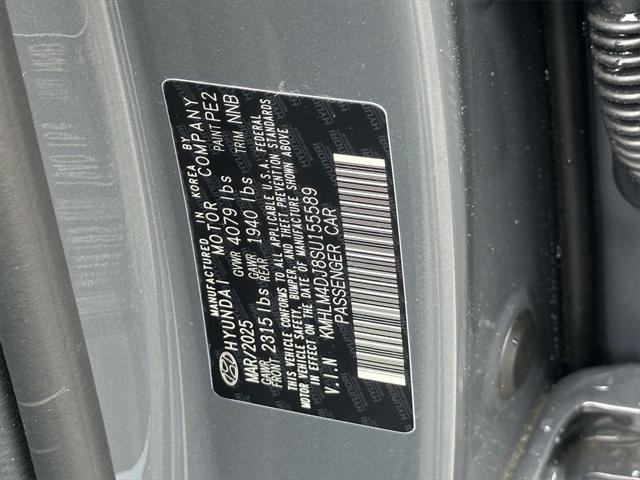 MANUFACTURED IN KOREA BY
HYUNDAI MOTOR COMPANY
MAR/2025 GVWR 4079 lbs PAINT PE2
GAWR FRONT 2315 lbs GAWR REAR 1940 lbs TRIM NNB
THIS VEHICLE CONFORMS TO ALL APPLICABLE U.S.A. FEDERAL
MOTOR VEHICLE SAFETY, BUMPER, AND THEFT PREVENTION STANDARDS
IN EFFECT ON THE DATE OF MANUFACTURE SHOWN ABOVE
V.I.N KMHLM4DJ8SU155589
PASSENGER CAR